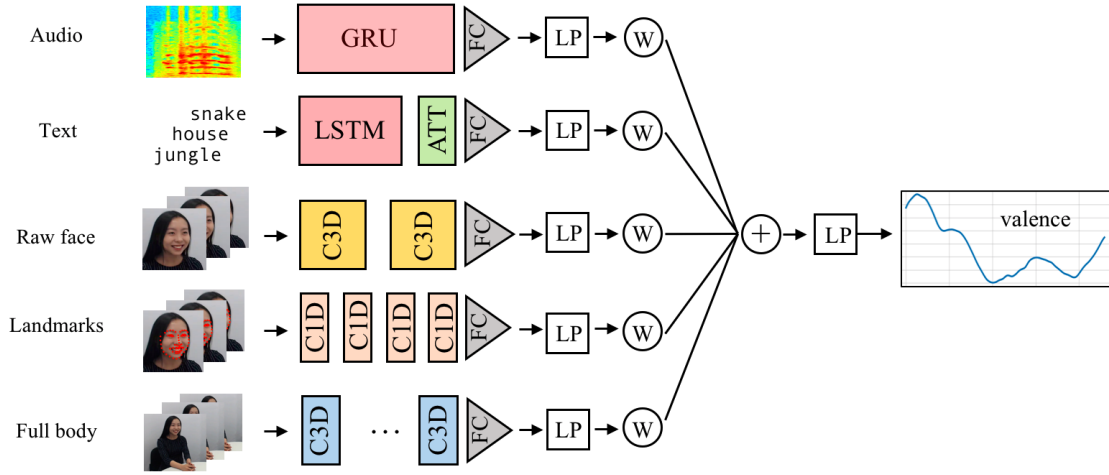 Audio
GRU
FC
LP
W
Text
snake
house
jungle
LSTM
ATT
FC
LP
W
Raw face
C3D
C3D
FC
LP
W
+
LP
valence
Landmarks
C1D
C1D
C1D
C1D
FC
LP
W
Full body
C3D
...
C3D
FC
LP
W